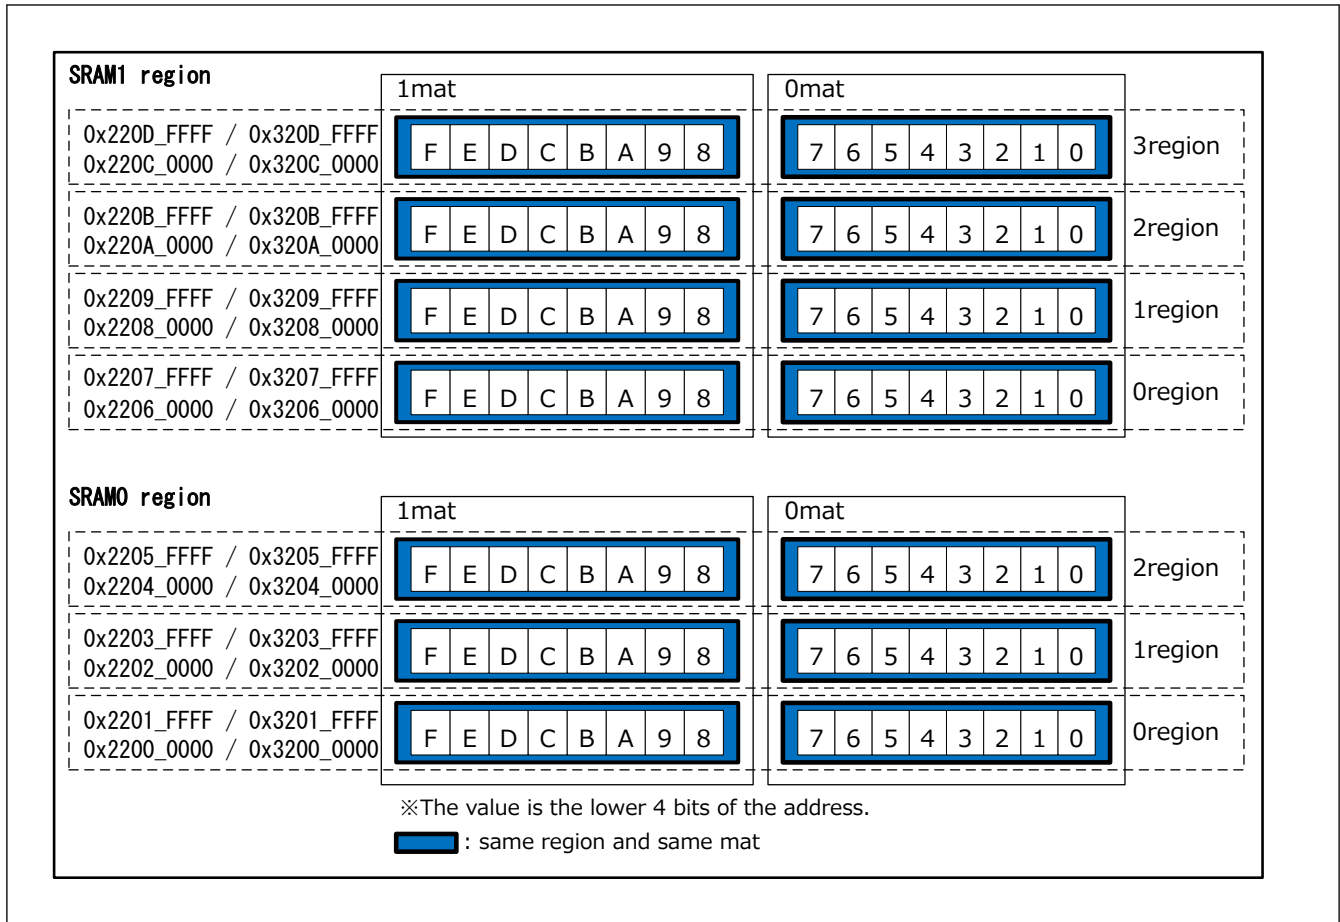 SRAM1 region
1mat
0mat
0x220D_FFFF / 0x320D_FFFF
0x220C_0000 / 0x320C_0000
F E D C B A 9 8
7 6 5 4 3 2 1 0
3region
0x220B_FFFF / 0x320B_FFFF
0x220A_0000 / 0x320A_0000
F E D C B A 9 8
7 6 5 4 3 2 1 0
2region
0x2209_FFFF / 0x3209_FFFF
0x2208_0000 / 0x3208_0000
F E D C B A 9 8
7 6 5 4 3 2 1 0
1region
0x2207_FFFF / 0x3207_FFFF
0x2206_0000 / 0x3206_0000
F E D C B A 9 8
7 6 5 4 3 2 1 0
0region
SRAM0 region
1mat
0mat
0x2205_FFFF / 0x3205_FFFF
0x2204_0000 / 0x3204_0000
F E D C B A 9 8
7 6 5 4 3 2 1 0
2region
0x2203_FFFF / 0x3203_FFFF
0x2202_0000 / 0x3202_0000
F E D C B A 9 8
7 6 5 4 3 2 1 0
1region
0x2201_FFFF / 0x3201_FFFF
0x2200_0000 / 0x3200_0000
F E D C B A 9 8
7 6 5 4 3 2 1 0
0region
※The value is the lower 4 bits of the address.
: same region and same mat